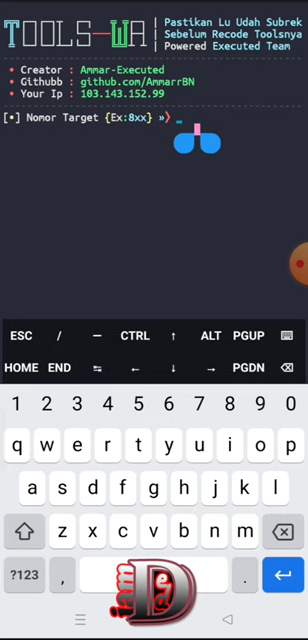 TOOLS-WA
| Pastikan Lu Udah Subrek
| Sebelum Recode Toolsnya
| Powered Executed Team
• Creator : Ammar-Executed
• Githubb : github.com/AmmarrBN
• Your Ip : 103.143.152.99
[•] Nomor Target {Ex:8xx} »❯
ESC / — CTRL ↑ ALT PGUP
HOME END ↹ ← ↓ → PGDN
1 2 3 4 5 6 7 8 9 0
q w e r t y u i o p
a s d f g h j k l
z x c v b n m
?123 , .